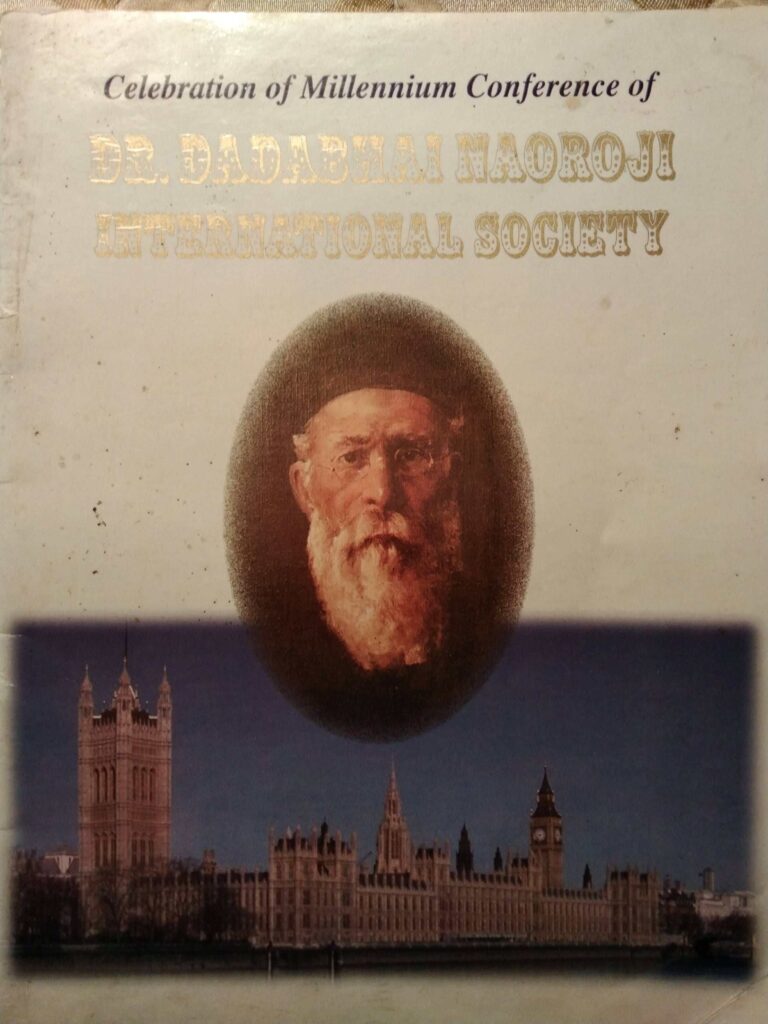 Celebration of Millennium Conference of
DR. DADABHAI NAOROJI
INTERNATIONAL SOCIETY